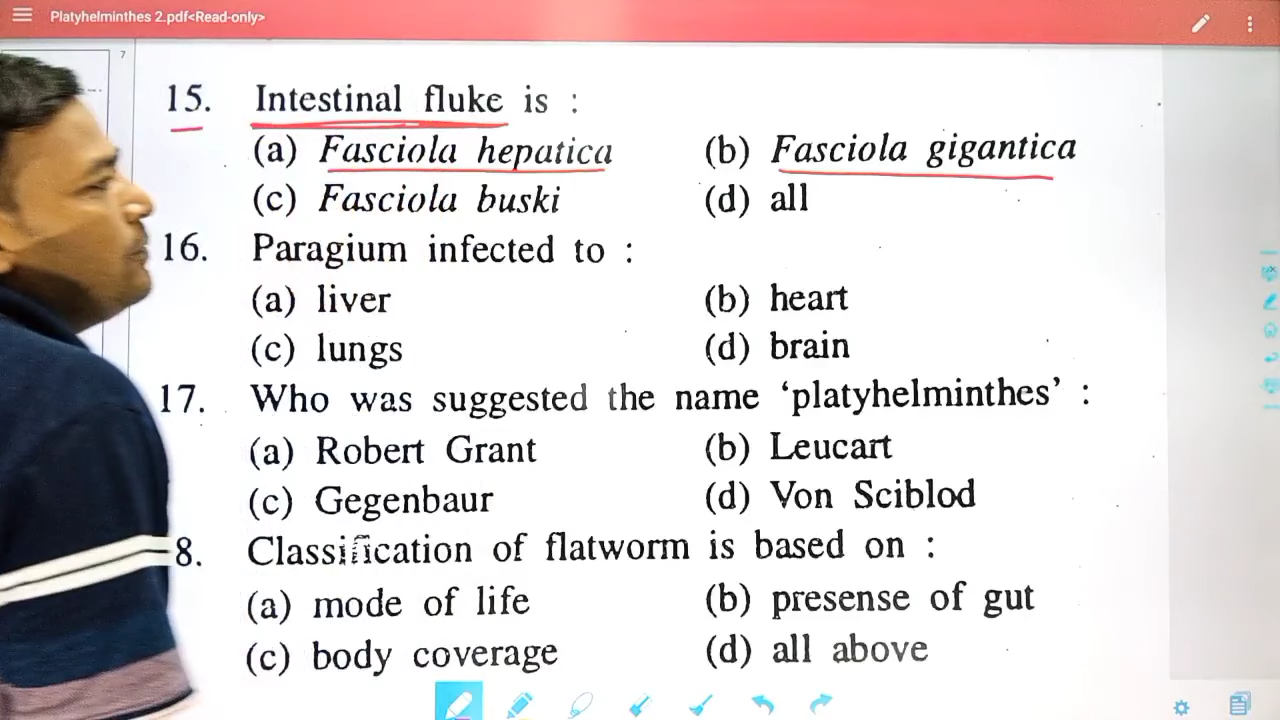 Platyhelminthes 2.pdf<Read-only>
7
15. Intestinal fluke is :
(a) Fasciola hepatica (b) Fasciola gigantica
(c) Fasciola buski (d) all
16. Paragium infected to :
(a) liver (b) heart
(c) lungs (d) brain
17. Who was suggested the name ‘platyhelminthes’ :
(a) Robert Grant (b) Leucart
(c) Gegenbaur (d) Von Sciblod
8. Classification of flatworm is based on :
(a) mode of life (b) presense of gut
(c) body coverage (d) all above